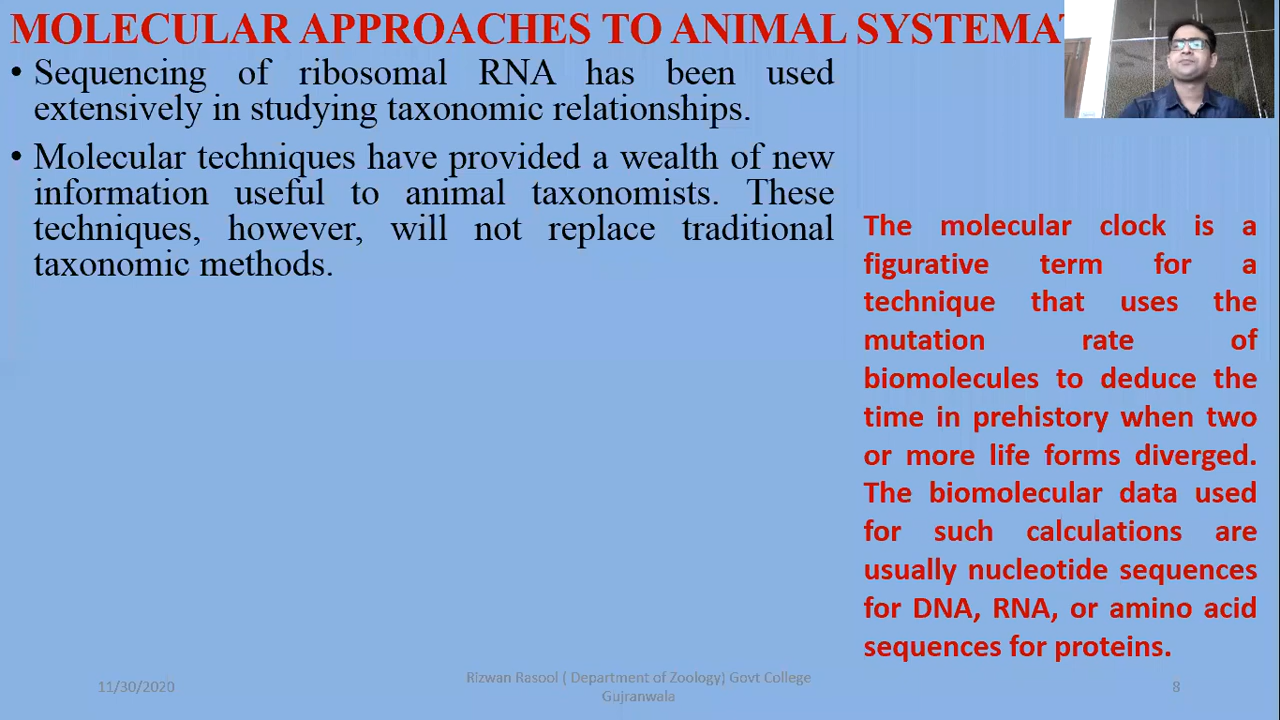 MOLECULAR APPROACHES TO ANIMAL SYSTEMAT
• Sequencing of ribosomal RNA has been used
extensively in studying taxonomic relationships.
• Molecular techniques have provided a wealth of new
information useful to animal taxonomists. These
techniques, however, will not replace traditional
taxonomic methods.
The molecular clock is a
figurative term for a
technique that uses the
mutation rate of
biomolecules to deduce the
time in prehistory when two
or more life forms diverged.
The biomolecular data used
for such calculations are
usually nucleotide sequences
for DNA, RNA, or amino acid
sequences for proteins.
11/30/2020
Rizwan Rasool ( Department of Zoology) Govt College
Gujranwala
8